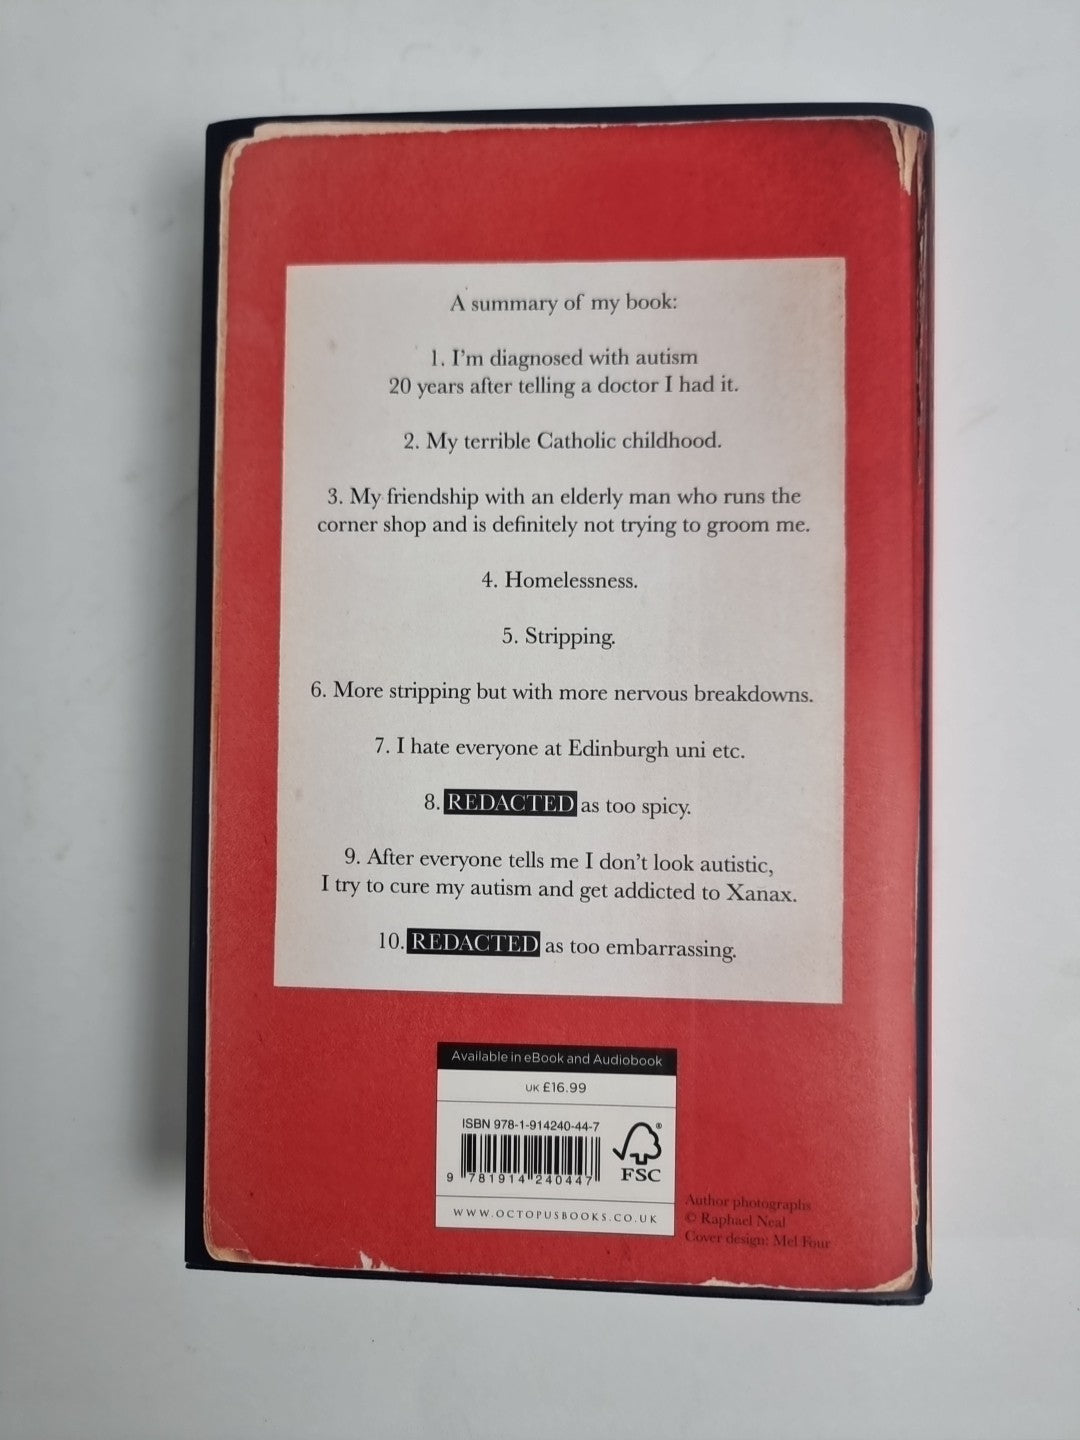 A summary of my book:
1. I'm diagnosed with autism
20 years after telling a doctor I had it.
2. My terrible Catholic childhood.
3. My friendship with an elderly man who runs the
corner shop and is definitely not trying to groom me.
4. Homelessness.
5. Stripping.
6. More stripping but with more nervous breakdowns.
7. I hate everyone at Edinburgh uni etc.
8. REDACTED as too spicy.
9. After everyone tells me I don't look autistic,
I try to cure my autism and get addicted to Xanax.
10. REDACTED as too embarrassing.
Available in eBook and Audiobook
UK £16.99
ISBN 978-1-914240-44-7
9 781914 240447
FSC®
WWW.OCTOPUSBOOKS.CO.UK
Author photographs
© Raphael Neal
Cover design: Mel Four